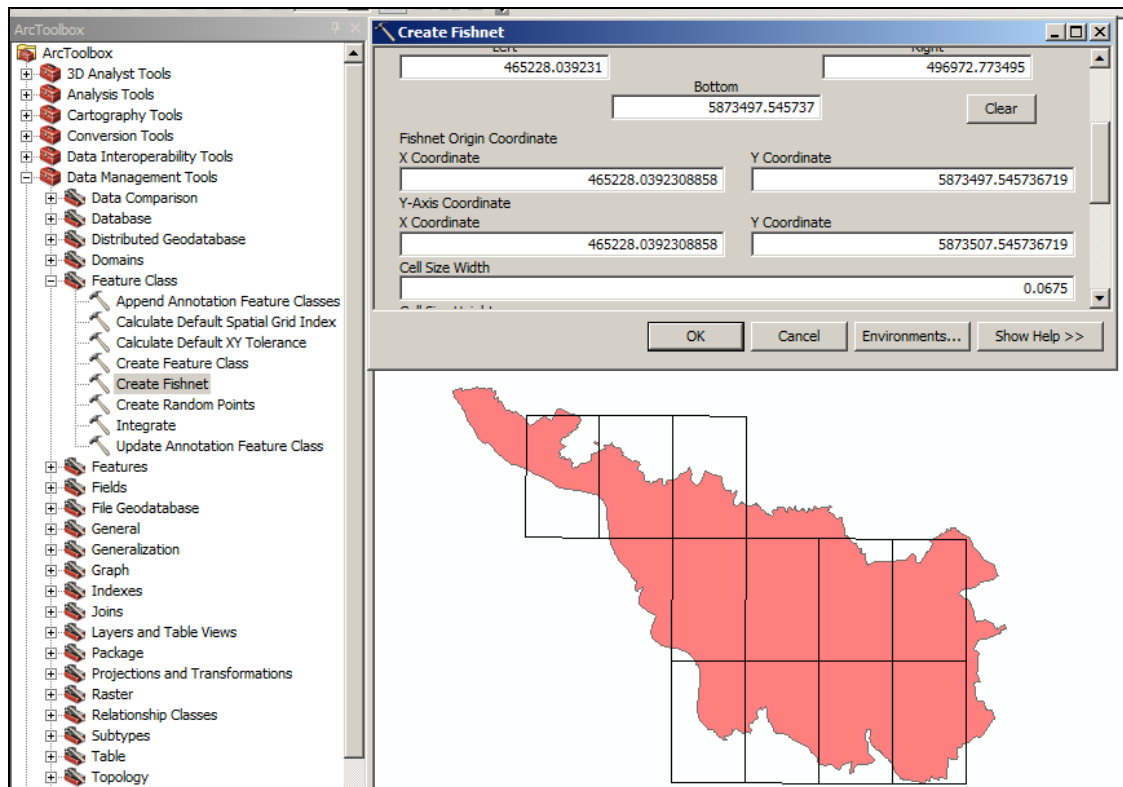 ArcToolbox
ArcToolbox
3D Analyst Tools
Analysis Tools
Cartography Tools
Conversion Tools
Data Interoperability Tools
Data Management Tools
Data Comparison
Database
Distributed Geodatabase
Domains
Feature Class
Append Annotation Feature Classes
Calculate Default Spatial Grid Index
Calculate Default XY Tolerance
Create Feature Class
Create Fishnet
Create Random Points
Integrate
Update Annotation Feature Class
Features
Fields
File Geodatabase
General
Generalization
Graph
Indexes
Joins
Layers and Table Views
Package
Projections and Transformations
Raster
Relationship Classes
Subtypes
Table
Topology
Create Fishnet
Left Right
465228.039231 496972.773495
Bottom
5873497.545737 Clear
Fishnet Origin Coordinate
X Coordinate Y Coordinate
465228.0392308858 5873497.545736719
Y-Axis Coordinate
X Coordinate Y Coordinate
465228.0392308858 5873507.545736719
Cell Size Width
0.0675
OK Cancel Environments... Show Help >>